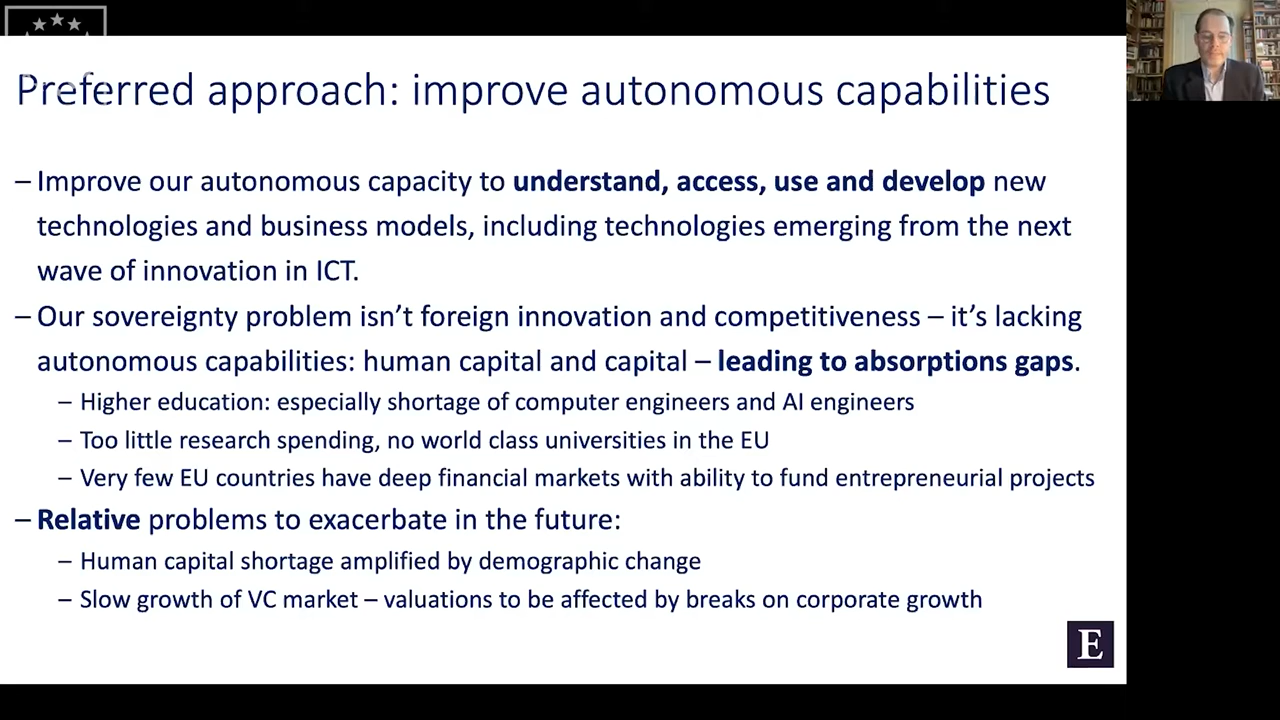 Preferred approach: improve autonomous capabilities
– Improve our autonomous capacity to understand, access, use and develop new
technologies and business models, including technologies emerging from the next
wave of innovation in ICT.
– Our sovereignty problem isn’t foreign innovation and competitiveness – it’s lacking
autonomous capabilities: human capital and capital – leading to absorptions gaps.
– Higher education: especially shortage of computer engineers and AI engineers
– Too little research spending, no world class universities in the EU
– Very few EU countries have deep financial markets with ability to fund entrepreneurial projects
– Relative problems to exacerbate in the future:
– Human capital shortage amplified by demographic change
– Slow growth of VC market – valuations to be affected by breaks on corporate growth
E